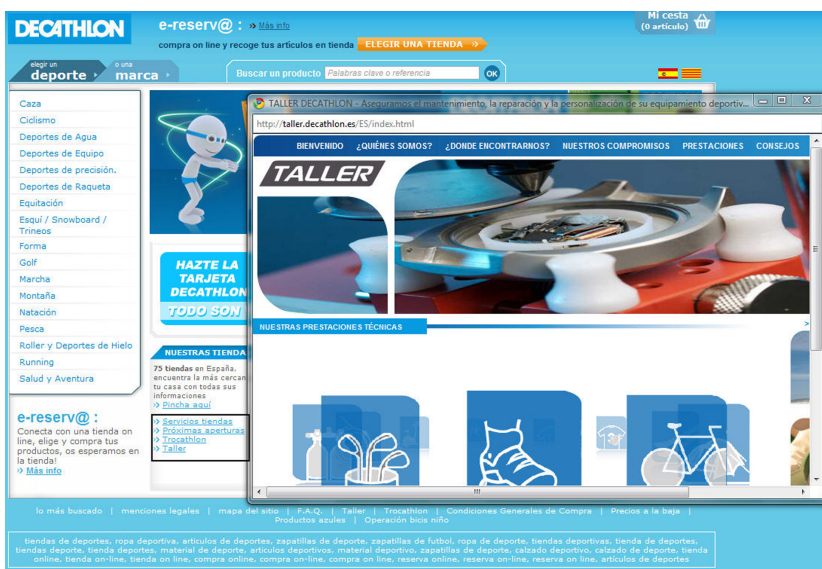 DECATHLON
e-reserv@ : » Más info
compra on line y recoge tus artículos en tienda ELEGIR UNA TIENDA »
Mi cesta
(0 artículo)
elegir un
deporte
o una
marca
Buscar un producto Palabras clave o referencia OK
Caza
Ciclismo
Deportes de Agua
Deportes de Equipo
Deportes de precisión.
Deportes de Raqueta
Equitación
Esquí / Snowboard /
Trineos
Forma
Golf
Marcha
Montaña
Natación
Pesca
Roller y Deportes de Hielo
Running
Salud y Aventura
e-reserv@ :
Conecta con una tienda on
line, elige y compra tus
productos, os esperamos en
la tienda!
» Más info
HAZTE LA
TARJETA
DECATHLON
TODO SON
NUESTRAS TIENDA
75 tiendas en España.
encuentra la más cercan
tu casa con todas sus
informaciones
» Pincha aquí
» Servicios tiendas
» Próximas aperturas
» Trocathlon
» Taller
TALLER DECATHLON - Aseguramos el mantenimiento, la reparación y la personalización de su equipamiento deportiv...
http://taller.decathlon.es/ES/index.html
BIENVENIDO ¿QUIÉNES SOMOS? ¿DONDE ENCONTRARNOS? NUESTROS COMPROMISOS PRESTACIONES CONSEJOS
TALLER
NUESTRAS PRESTACIONES TÉCNICAS
lo más buscado | menciones legales | mapa del sitio | F.A.Q. | Taller | Trocathlon | Condiciones Generales de Compra | Precios a la baja |
Productos azules | Operación bicis niño
tiendas de deportes, ropa deportiva, artículos de deportes, zapatillas de deporte, zapatillas de futbol, ropa de deporte, tiendas deportivas, tienda de deportes,
tiendas deporte, tienda deportes, material de deporte, artículos deportivos, material deportivo, zapatillas de deporte, calzado deportivo, calzado de deporte, tienda
online, tienda on-line, tienda on line, compra online, compra on-line, compra on line, reserva online, reserva on-line, reserva on line, artículos de deportes